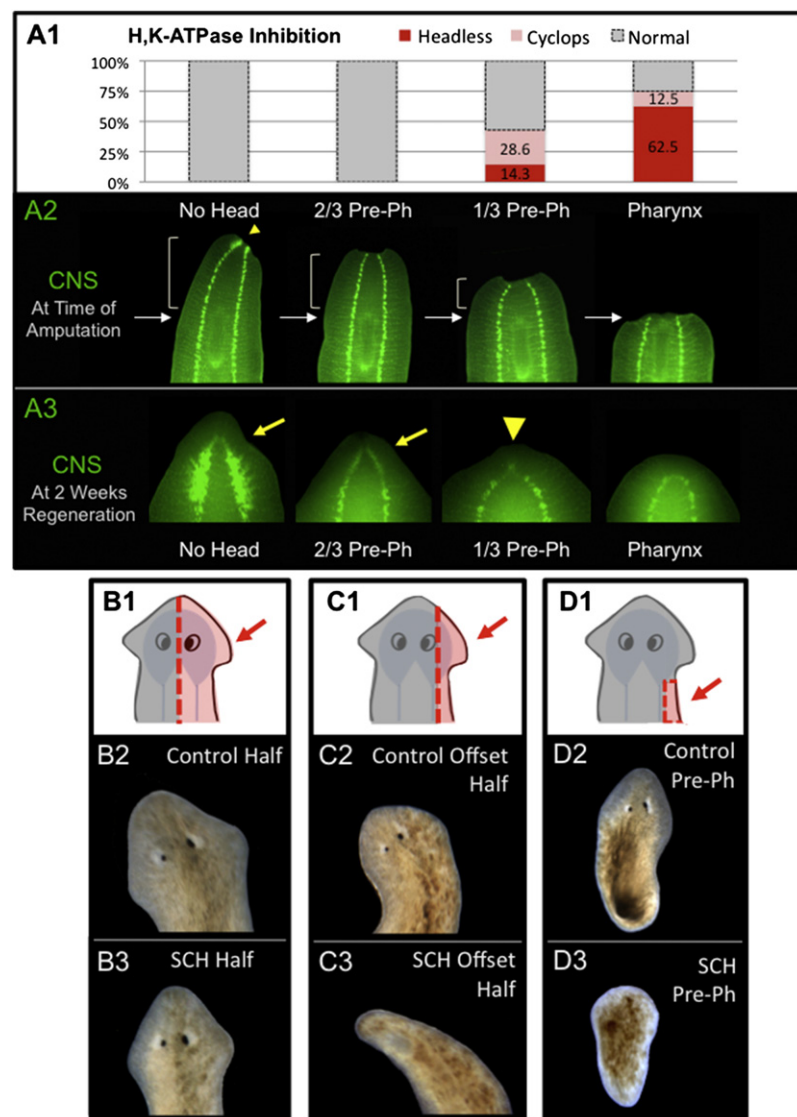 A1 H,K-ATPase Inhibition Headless Cyclops Normal
100%
75%
50%
25%
0%
28.6
14.3
12.5
62.5
A2 No Head 2/3 Pre-Ph 1/3 Pre-Ph Pharynx
CNS
At Time of
Amputation
A3
CNS
At 2 Weeks
Regeneration
No Head 2/3 Pre-Ph 1/3 Pre-Ph Pharynx
B1
B2 Control Half
B3 SCH Half
C1
C2 Control Offset
Half
C3 SCH Offset
Half
D1
D2 Control
Pre-Ph
D3 SCH
Pre-Ph